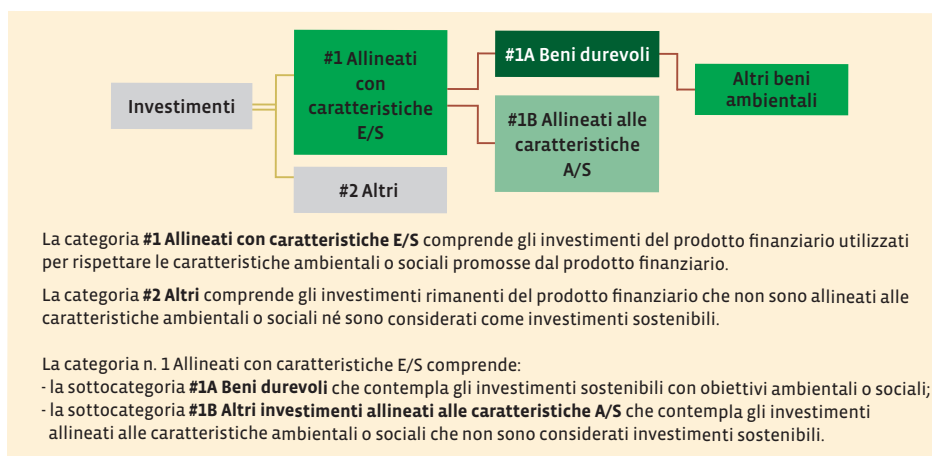 Investimenti
#1 Allineati
con
caratteristiche
E/S
#2 Altri
#1A Beni durevoli
#1B Allineati alle
caratteristiche
A/S
Altri beni
ambientali
La categoria #1 Allineati con caratteristiche E/S comprende gli investimenti del prodotto finanziario utilizzati
per rispettare le caratteristiche ambientali o sociali promosse dal prodotto finanziario.
La categoria #2 Altri comprende gli investimenti rimanenti del prodotto finanziario che non sono allineati alle
caratteristiche ambientali o sociali né sono considerati come investimenti sostenibili.
La categoria n. 1 Allineati con caratteristiche E/S comprende:
- la sottocategoria #1A Beni durevoli che contempla gli investimenti sostenibili con obiettivi ambientali o sociali;
- la sottocategoria #1B Altri investimenti allineati alle caratteristiche A/S che contempla gli investimenti
allineati alle caratteristiche ambientali o sociali che non sono considerati investimenti sostenibili.